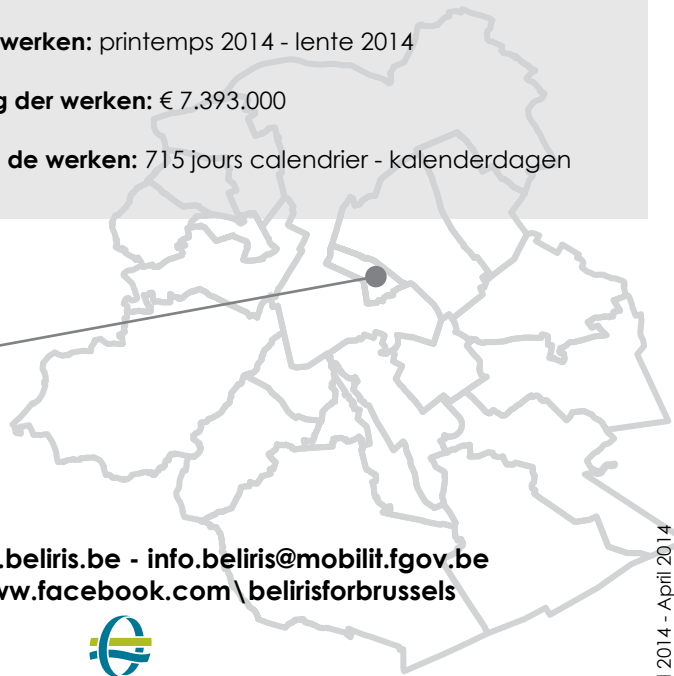 werken: printemps 2014 - lente 2014
g der werken: € 7.393.000
de werken: 715 jours calendrier - kalenderdagen
.beliris.be - info.beliris@mobilit.fgov.be
ww.facebook.com\belirisforbrussels
2014 - April 2014